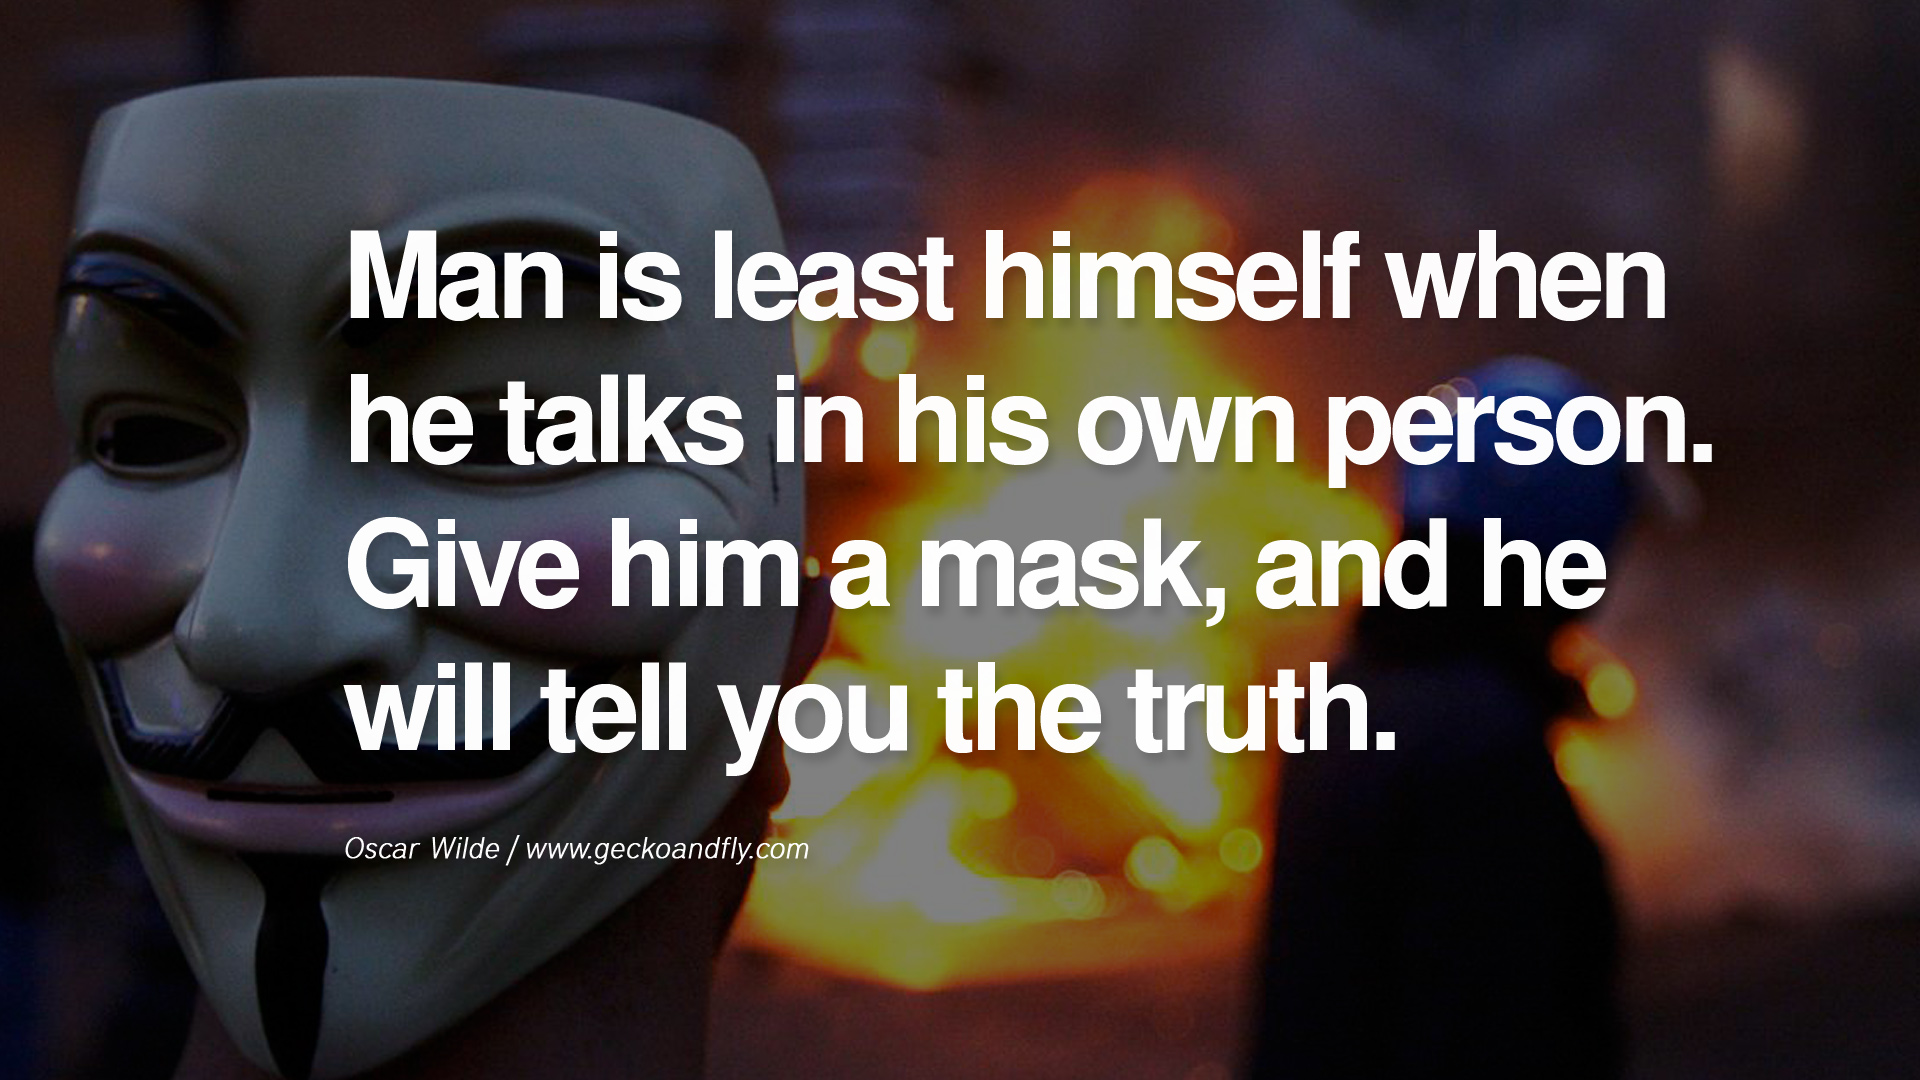 Man is least himself when
he talks in his own person.
Give him a mask, and he
will tell you the truth.
Oscar Wilde / www.geckoandfly.com